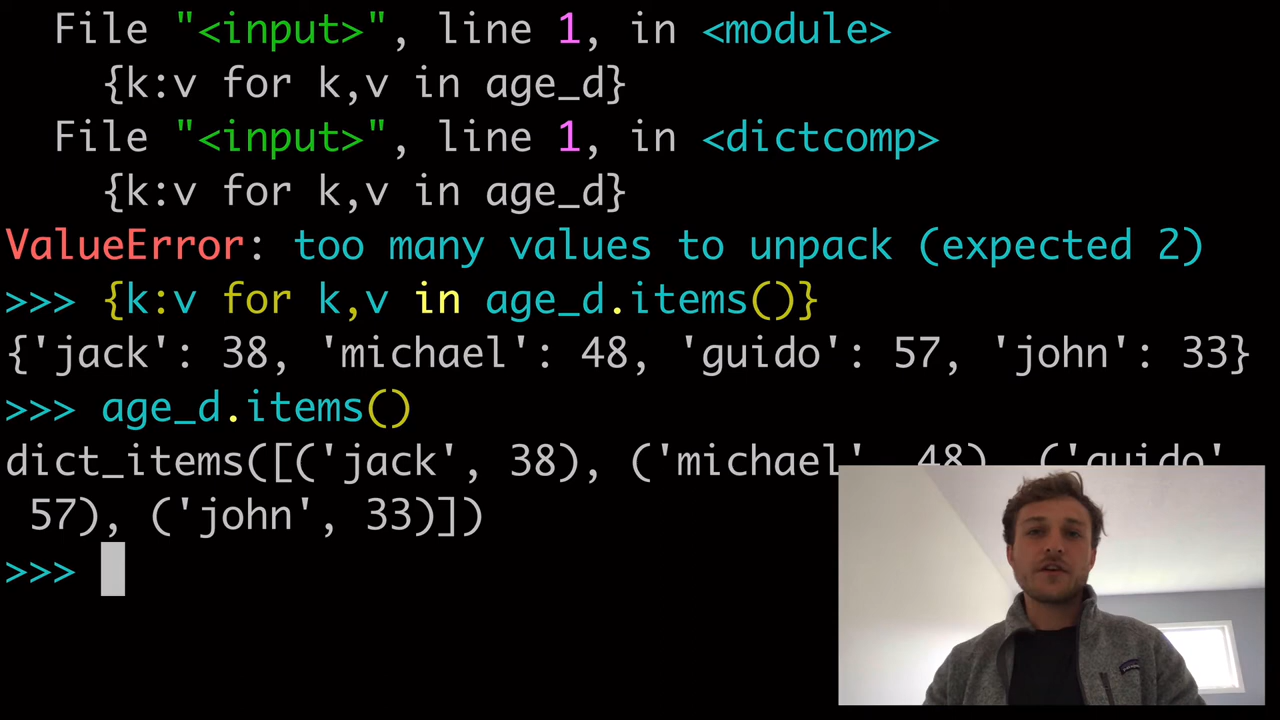 File "<input>", line 1, in <module>
{k:v for k,v in age_d}
File "<input>", line 1, in <dictcomp>
{k:v for k,v in age_d}
ValueError: too many values to unpack (expected 2)
>>> {k:v for k,v in age_d.items()}
{'jack': 38, 'michael': 48, 'guido': 57, 'john': 33}
>>> age_d.items()
dict_items([('jack', 38), ('michael', 48), ('guido'
57), ('john', 33)])
>>>